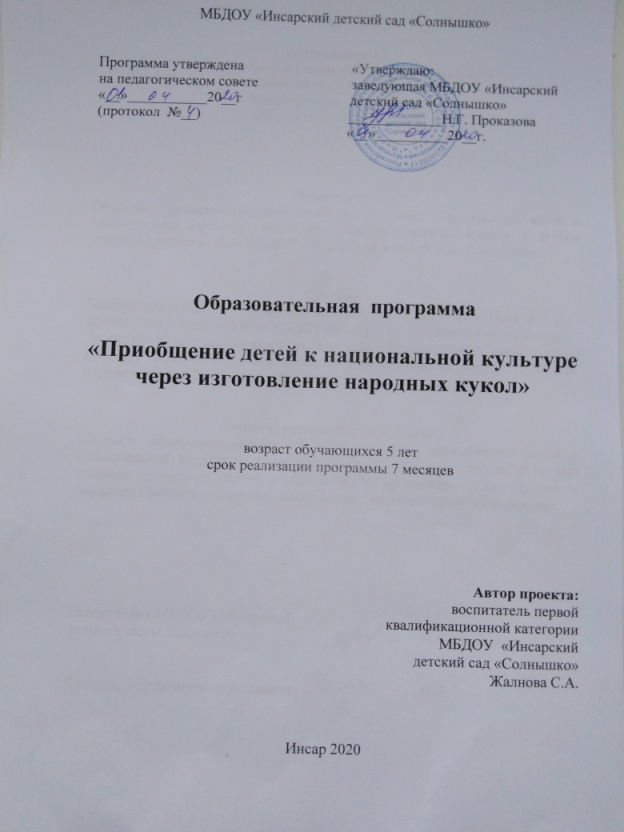 МБДОУ «Инсарский детский сад «Солнышко»
Программа утверждена
на педагогическом совете
«__» 04 2020г
(протокол № 4)
«Утверждаю:
заведующая МБДОУ «Инсарский
детский сад «Солнышко»
Н.Г. Проказова
«__» 04 2020г.
Образовательная программа
«Приобщение детей к национальной культуре
через изготовление народных кукол»
возраст обучающихся 5 лет
срок реализации программы 7 месяцев
Автор проекта:
воспитатель первой
квалификационной категории
МБДОУ «Инсарский
детский сад «Солнышко»
Жалнова С.А.
Инсар 2020